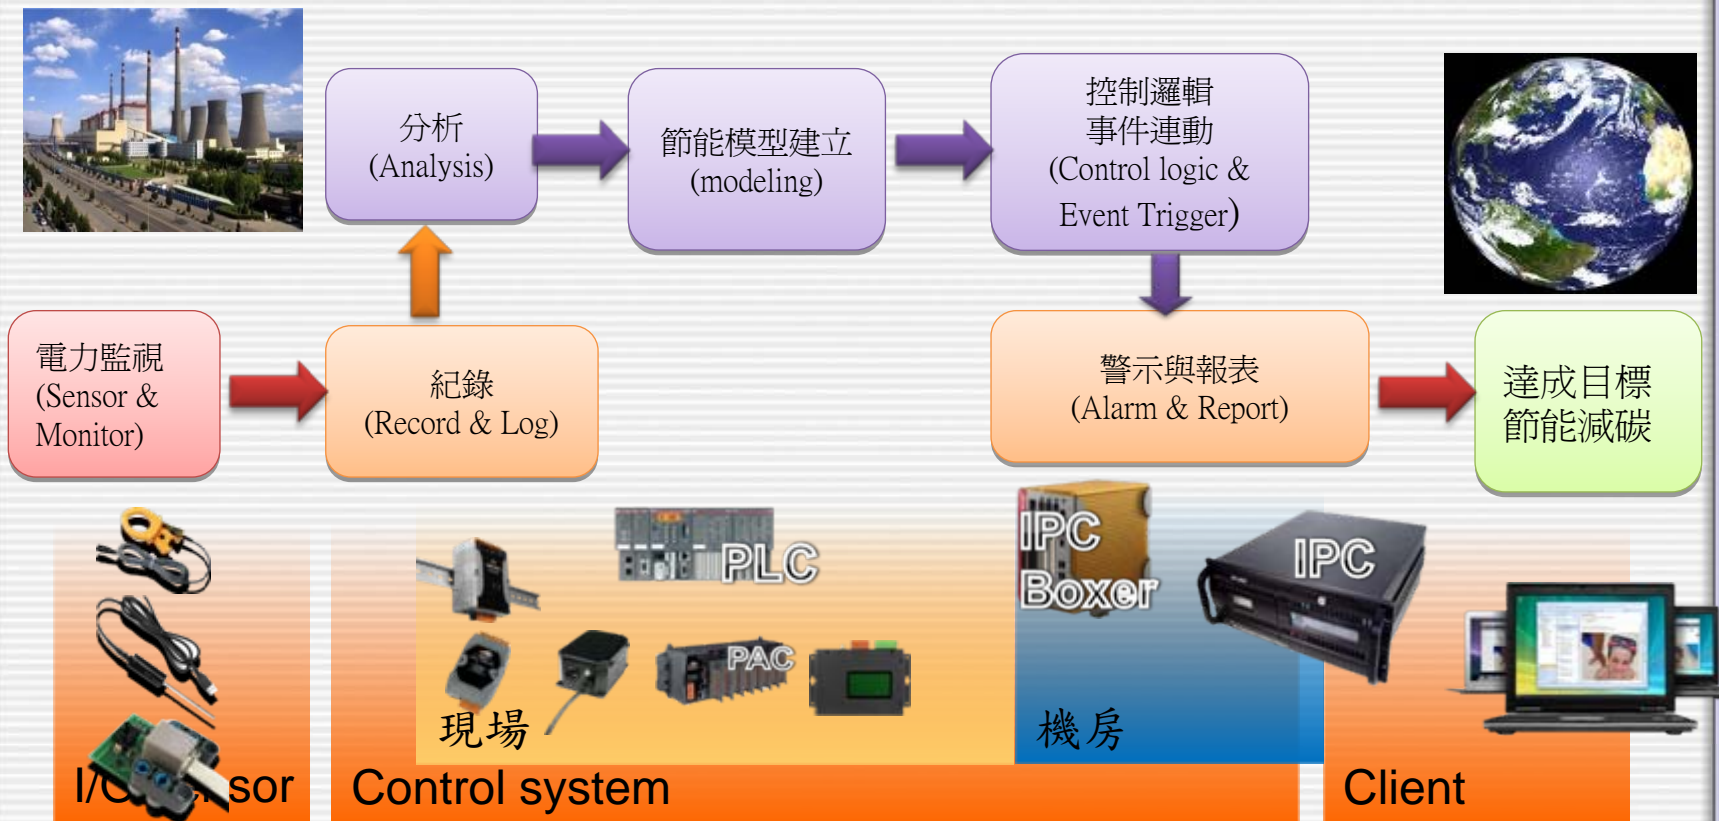 分析
(Analysis)
節能模型建立
(modeling)
控制邏輯
事件連動
(Control logic &
Event Trigger)
電力監視
(Sensor &
Monitor)
紀錄
(Record & Log)
警示與報表
(Alarm & Report)
達成目標
節能減碳
PLC
PAC
IPC
Boxer
IPC
現場
機房
Control system
Client